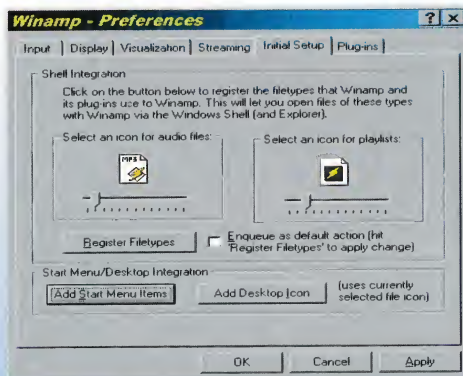 Winamp - Preferences
? ×
Input Display Visualization Streaming Initial Setup Plug-ins
Shell Integration
Click on the button below to register the filetypes that Winamp and
its plug-ins use to Winamp. This will let you open files of these types
with Winamp via the Windows Shell (and Explorer).
Select an icon for audio files:
Select an icon for playlists:
MP3
Register Filetypes
Enqueue as default action (hit
'Register Filetypes' to apply change)
Start Menu/Desktop Integration
Add Start Menu Items
Add Desktop Icon
(uses currently
selected file icon)
OK Cancel Apply